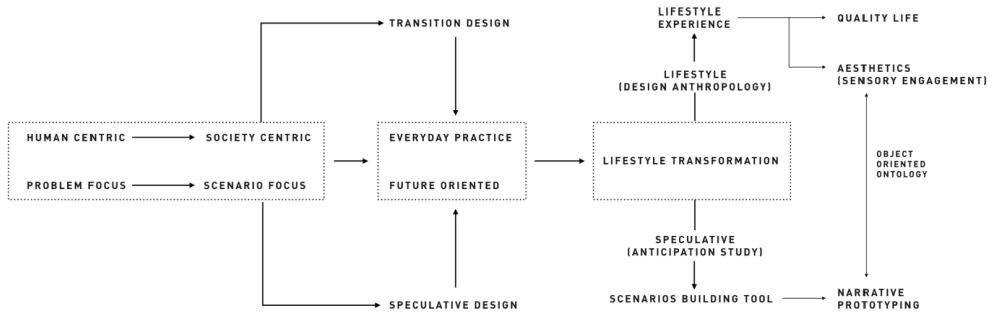 LIFESTYLE
EXPERIENCE
QUALITY LIFE
TRANSITION DESIGN
AESTHETICS
(SENSORY ENGAGEMENT)
LIFESTYLE
(DESIGN ANTHROPOLOGY)
HUMAN CENTRIC
SOCIETY CENTRIC
EVERYDAY PRACTICE
LIFESTYLE TRANSFORMATION
OBJECT
ORIENTED
ONTOLOGY
PROBLEM FOCUS
SCENARIO FOCUS
FUTURE ORIENTED
SPECULATIVE
(ANTICIPATION STUDY)
SPECULATIVE DESIGN
SCENARIOS BUILDING TOOL
NARRATIVE
PROTOTYPING